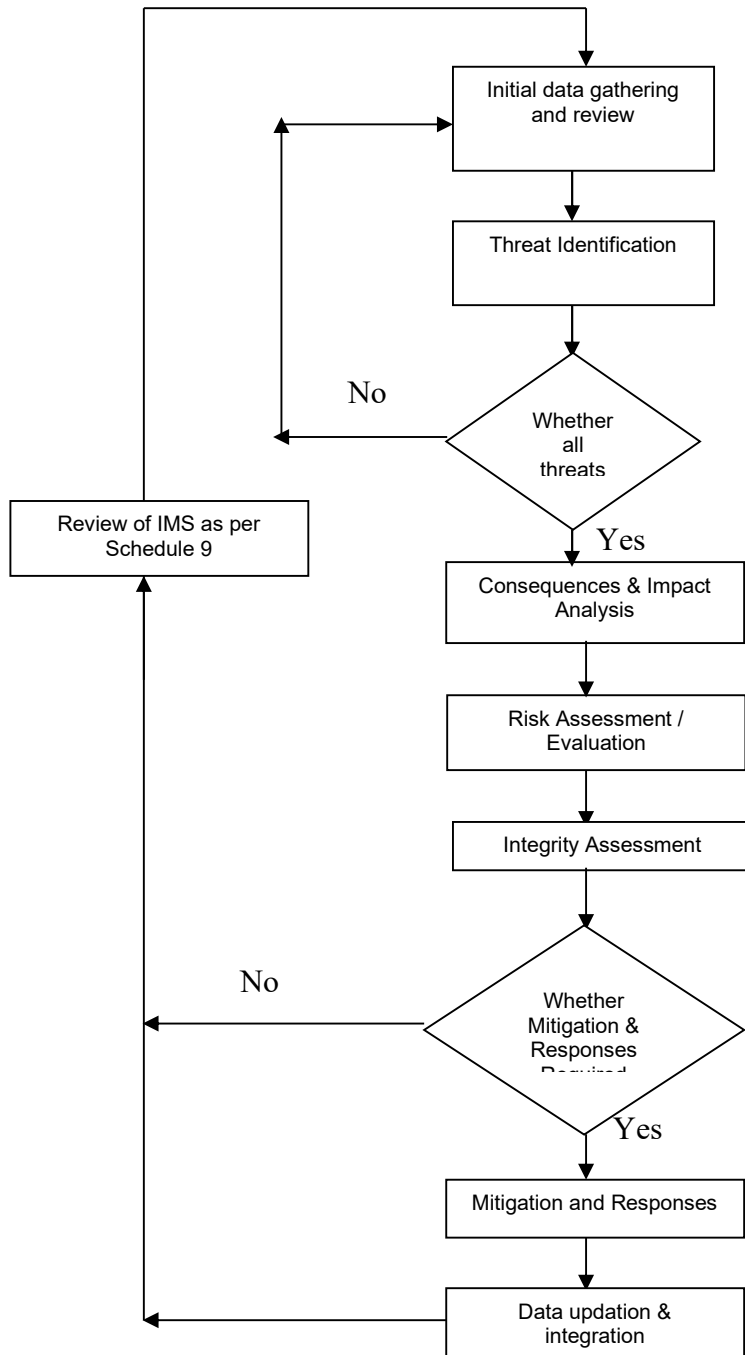 Initial data gathering
and review
Threat Identification
No
Whether
all
threats
Yes
Review of IMS as per
Schedule 9
Consequences & Impact
Analysis
Risk Assessment /
Evaluation
Integrity Assessment
No
Whether
Mitigation &
Responses
Required
Yes
Mitigation and Responses
Data updation &
integration